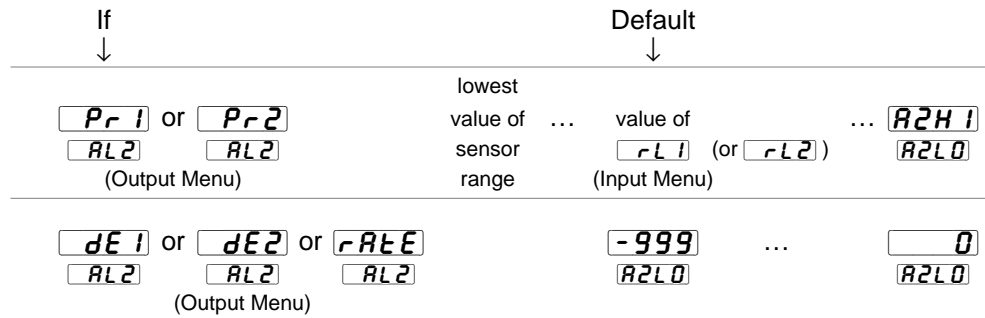 If Default
↓ ↓
lowest
Pr1 or Pr2 value of ... value of ... A2HI
AL2 AL2 sensor rL1 (or rL2) A2LO
(Output Menu) range (Input Menu)
dE1 or dE2 or rAtE -999 ... 0
AL2 AL2 AL2 A2LO A2LO
(Output Menu)